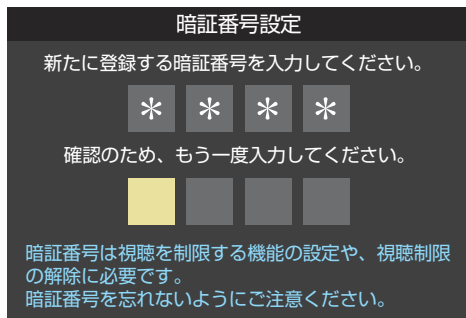 暗証番号設定
新たに登録する暗証番号を入力してください。
＊ ＊ ＊ ＊
確認のため、もう一度入力してください。
暗証番号は視聴を制限する機能の設定や、視聴制限
の解除に必要です。
暗証番号を忘れないようにご注意ください。